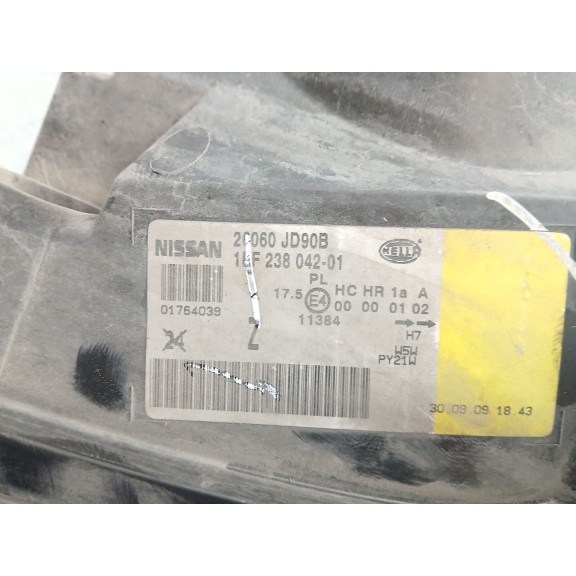 NISSAN 26060 JD90B
238 042-01
HELLA
PL
17.5 E4 HC HR 1a A
00 00 01 02
01764039
11384
24 Z H7
W5W
PY21W
30.09.09 18.43